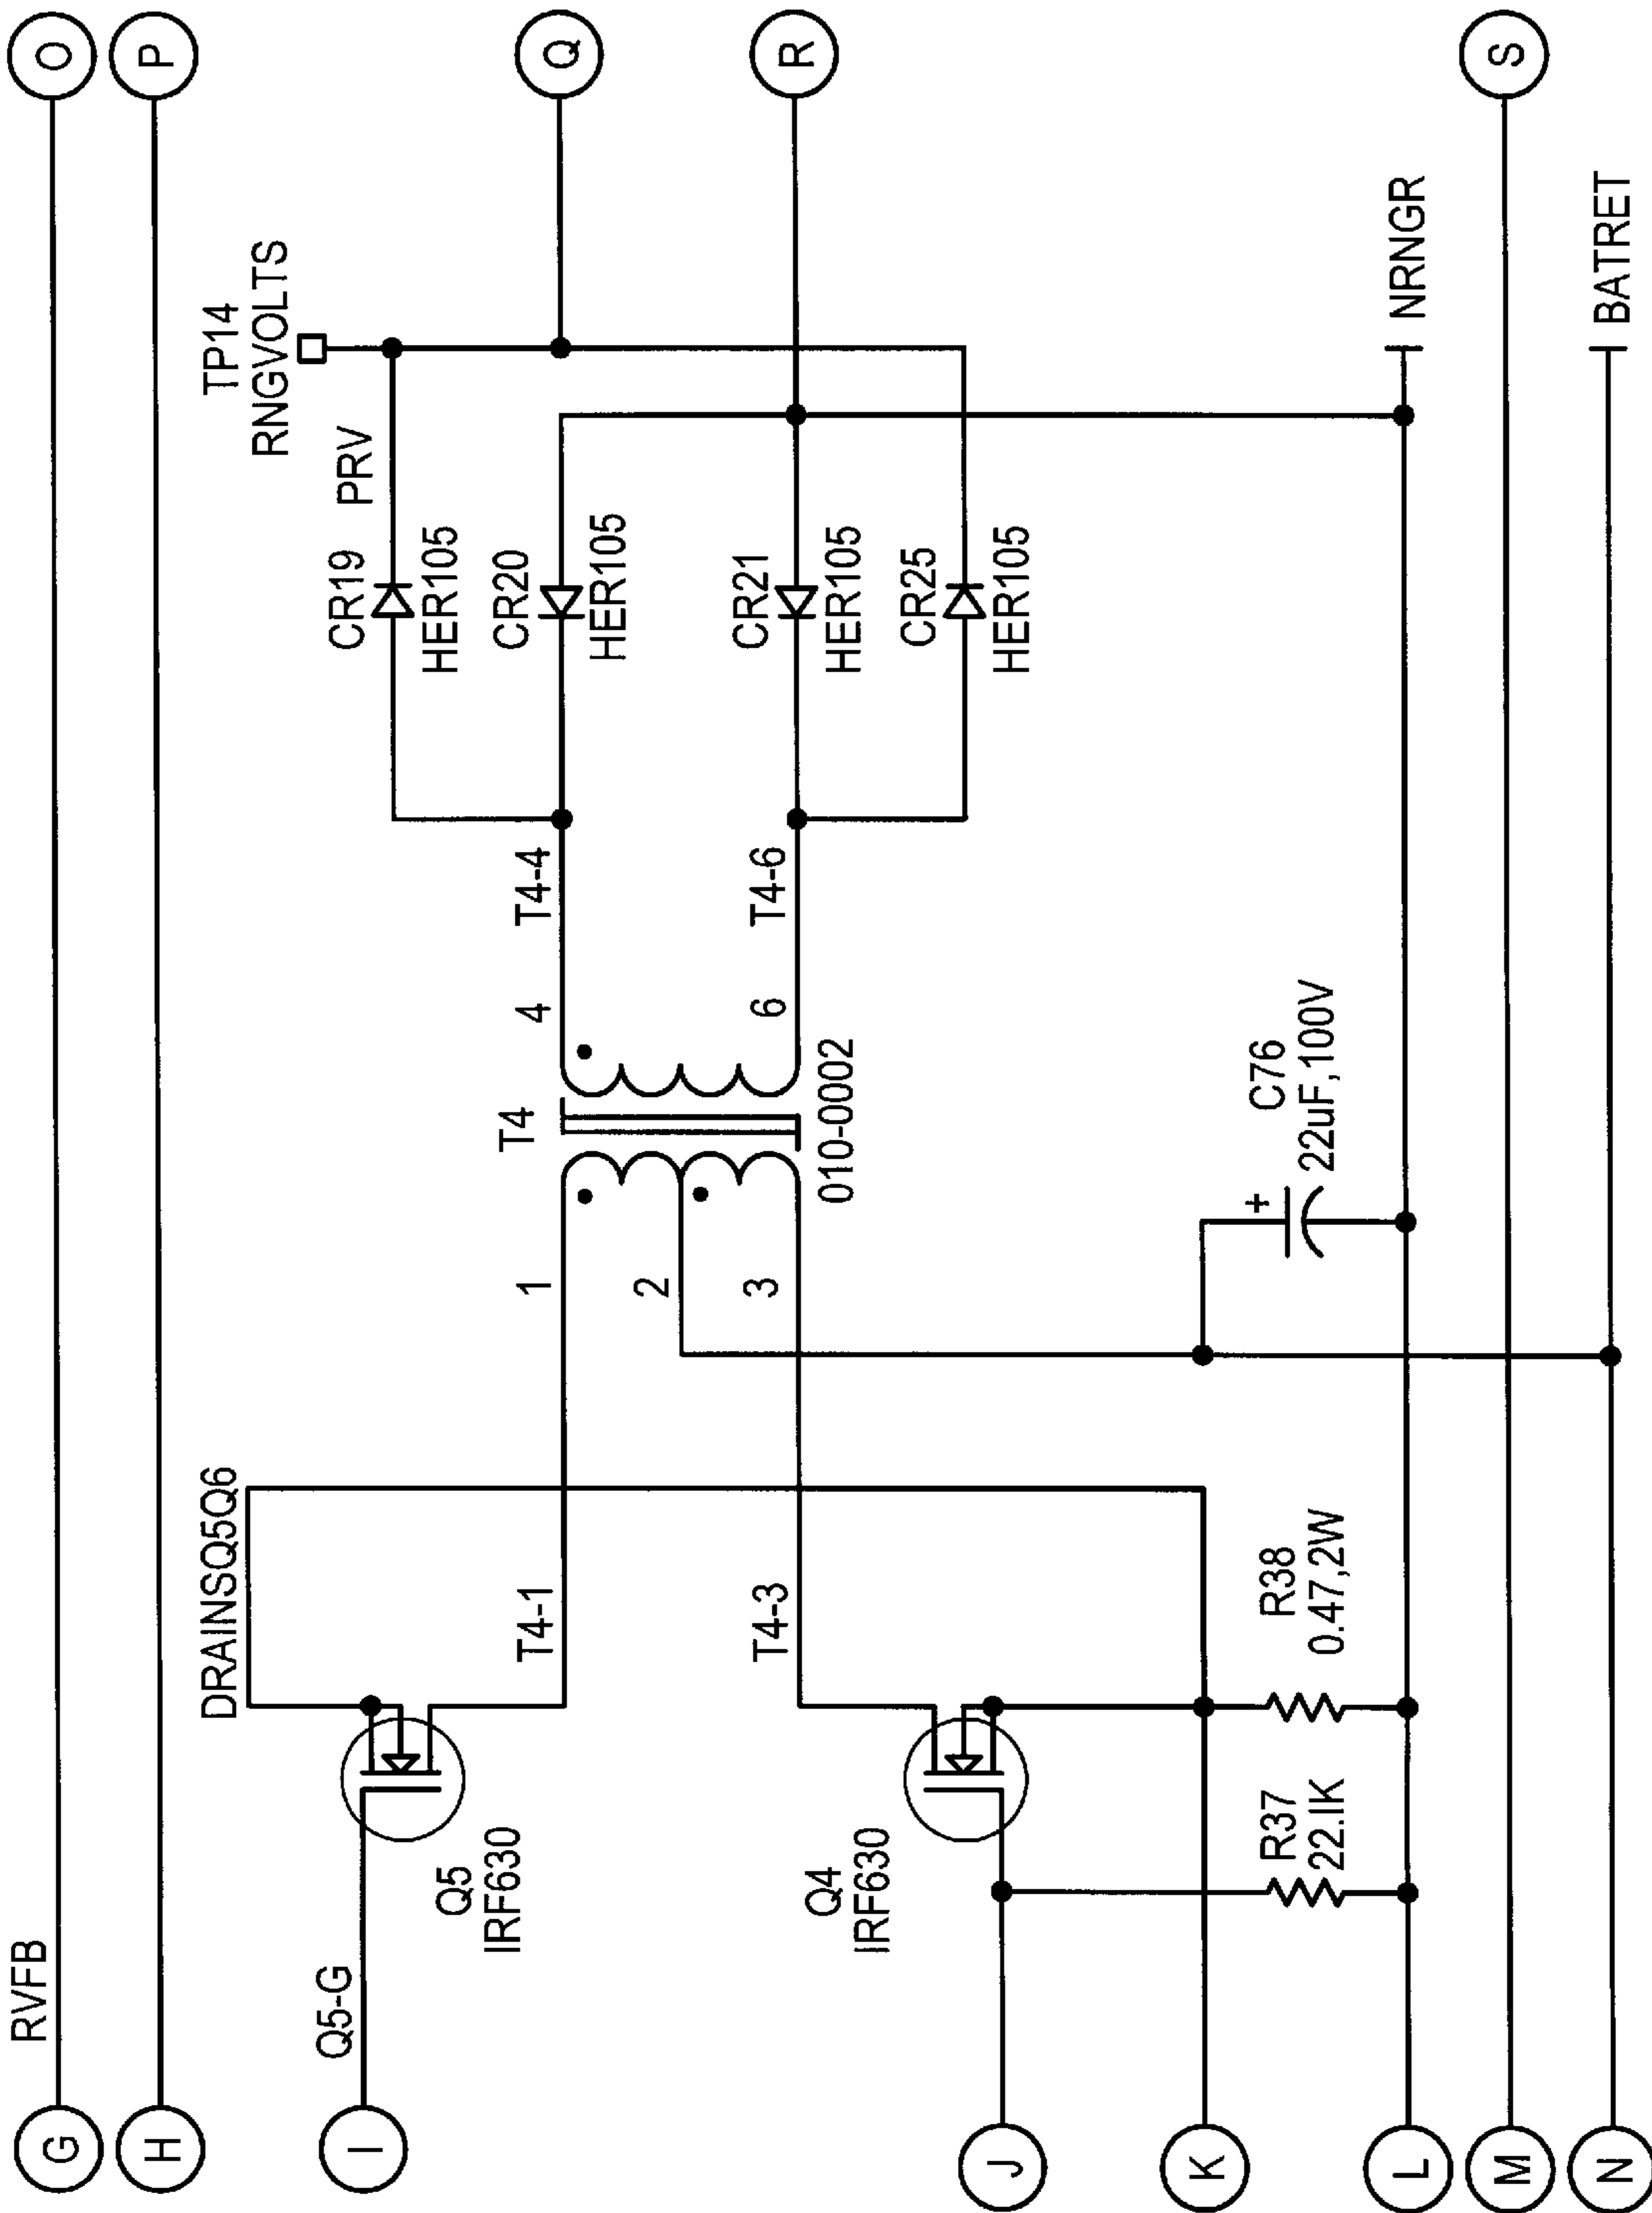 O
P
Q
R
S
TP14
RNGVOLTS
PRV
CR19
HER105
CR20
HER105
CR21
HER105
CR25
HER105
NRNGR
BATRET
T4-4
T4-6
4
6
T4
010-0002
C76
22uF,100V
+
1
2
3
DRAINSQ5Q6
T4-1
T4-3
R38
0.47,2W
R37
22.IK
Q5
IRF630
Q4
IRF630
RVFB
Q5-G
G
H
I
J
K
L
M
N